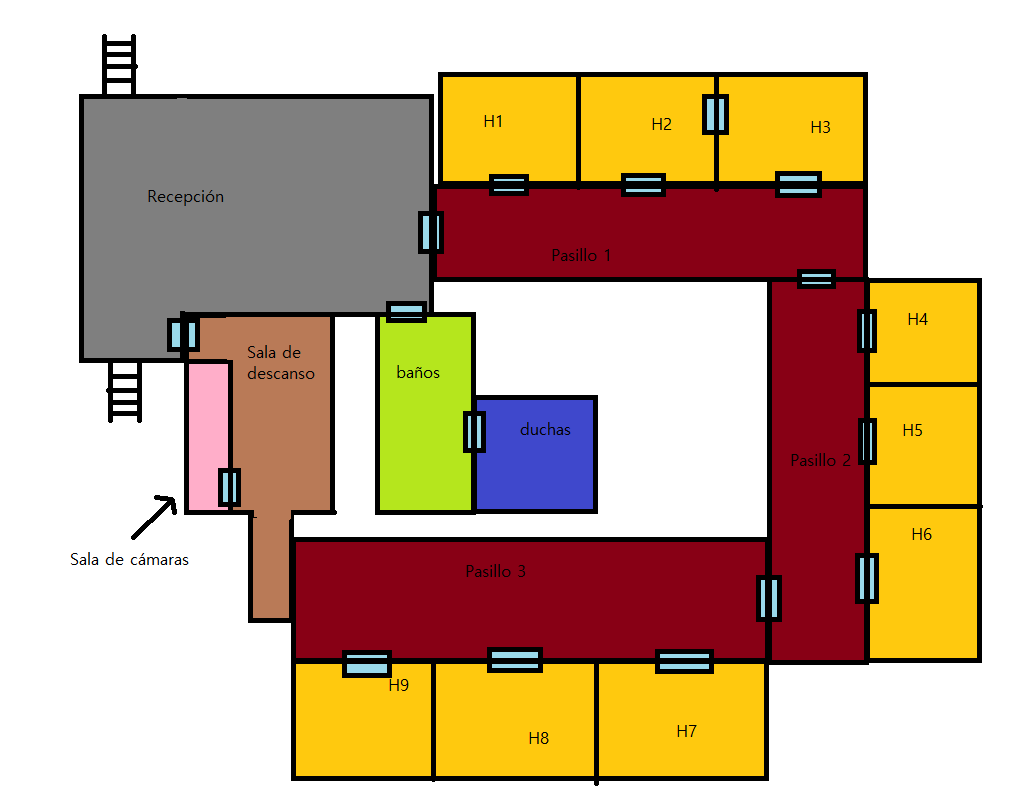 H1
H2
H3
Recepción
Pasillo 1
H4
Sala de
descanso
baños
duchas
H5
Pasillo 2
H6
Sala de cámaras
Pasillo 3
H9
H8
H7